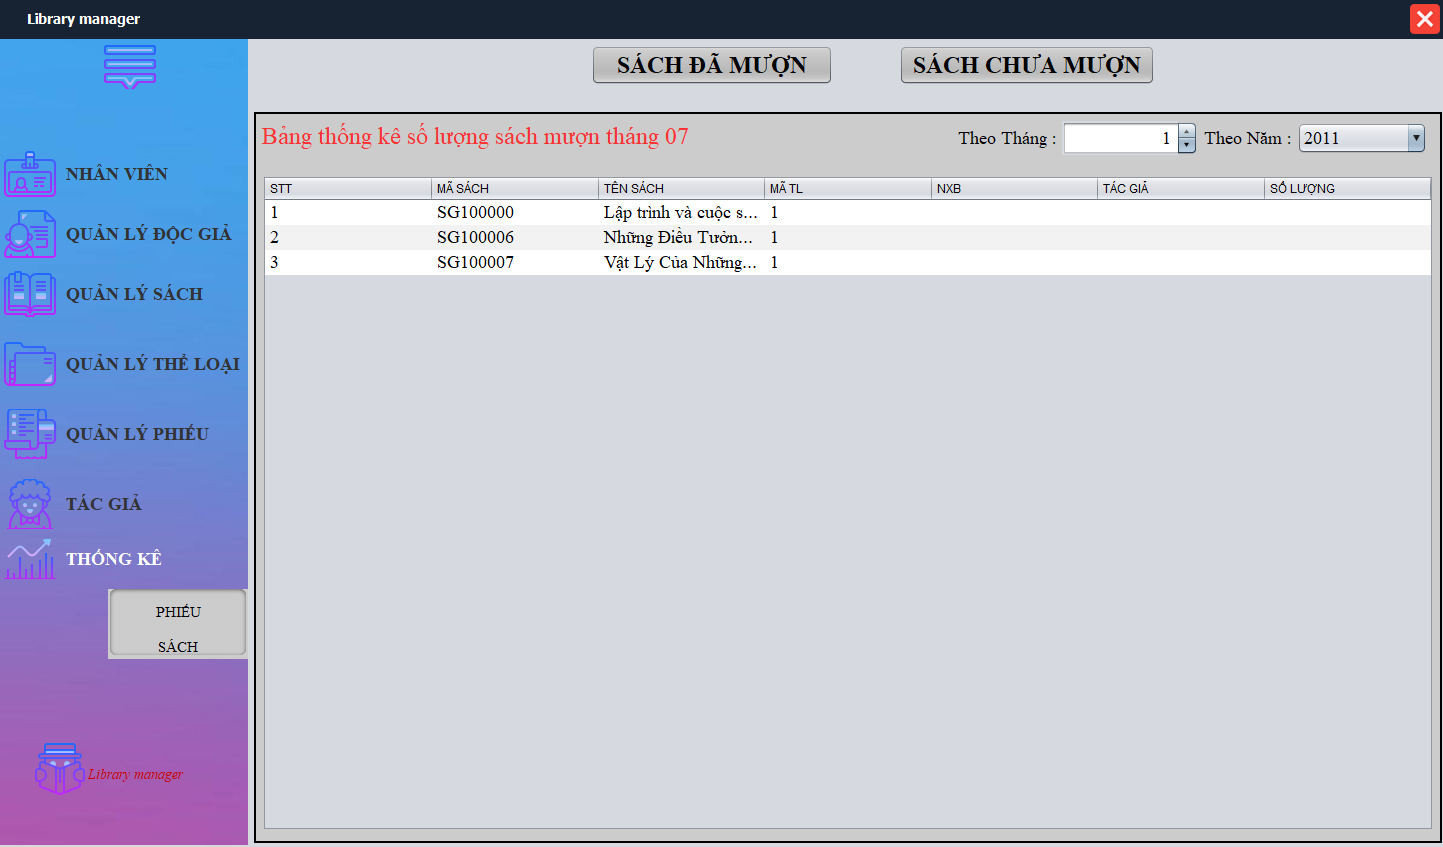 Library manager
SÁCH ĐÃ MƯỢN SÁCH CHƯA MƯỢN
Bảng thống kê số lượng sách mượn tháng 07 Theo Tháng : 1 Theo Năm : 2011
STT MÃ SÁCH TÊN SÁCH MÃ TL NXB TÁC GIẢ SỐ LƯỢNG
1 SG100000 Lập trình và cuộc s... 1
2 SG100006 Những Điều Tưởn... 1
3 SG100007 Vật Lý Của Những... 1
NHÂN VIÊN
QUẢN LÝ ĐỘC GIẢ
QUẢN LÝ SÁCH
QUẢN LÝ THỂ LOẠI
QUẢN LÝ PHIẾU
TÁC GIẢ
THỐNG KÊ
PHIẾU
SÁCH
Library manager